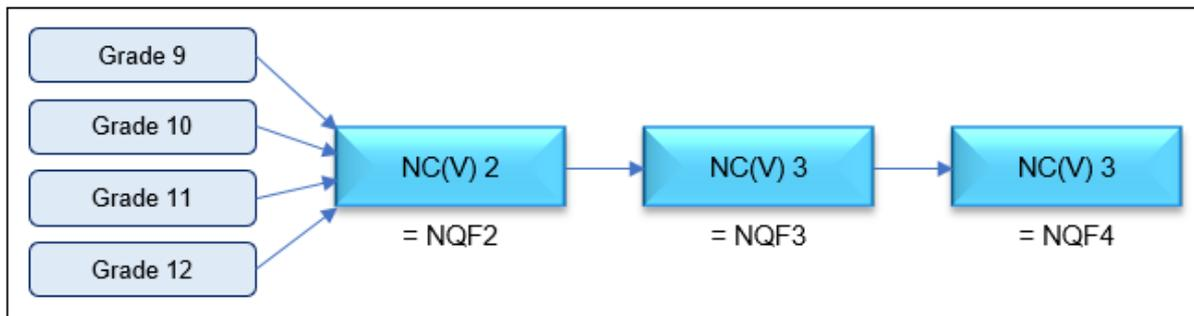 Grade 9
Grade 10
Grade 11
Grade 12
NC(V) 2
= NQF2
NC(V) 3
= NQF3
NC(V) 3
= NQF4